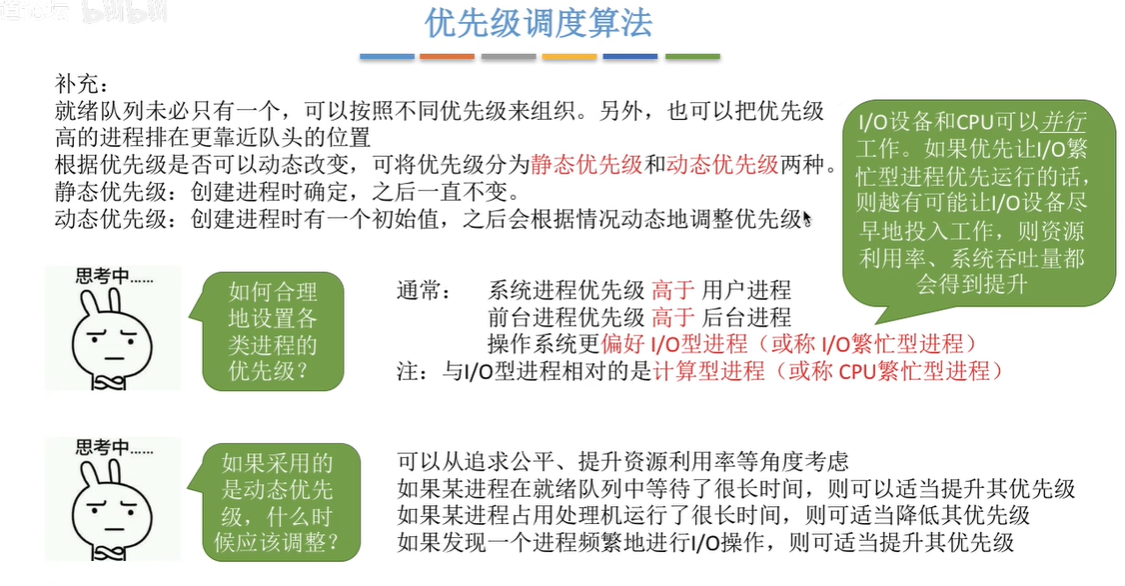 优先级调度算法
补充：
就绪队列未必只有一个，可以按照不同优先级来组织。另外，也可以把优先级
高的进程排在更靠近队头的位置
根据优先级是否可以动态改变，可将优先级分为静态优先级和动态优先级两种。
静态优先级：创建进程时确定，之后一直不变。
动态优先级：创建进程时有一个初始值，之后会根据情况动态地调整优先级。
I/O设备和CPU可以并行
工作。如果优先让I/O繁
忙型进程优先运行的话，
则越有可能让I/O设备尽
早地投入工作，则资源
利用率、系统吞吐量都
会得到提升
思考中……
如何合理
地设置各
类进程的
优先级？
通常： 系统进程优先级 高于 用户进程
前台进程优先级 高于 后台进程
操作系统更偏好 I/O型进程（或称 I/O繁忙型进程）
注：与I/O型进程相对的是计算型进程（或称 CPU繁忙型进程）
思考中……
如果采用的
是动态优先
级，什么时
候应该调整？
可以从追求公平、提升资源利用率等角度考虑
如果某进程在就绪队列中等待了很长时间，则可以适当提升其优先级
如果某进程占用处理机运行了很长时间，则可适当降低其优先级
如果发现一个进程频繁地进行I/O操作，则可适当提升其优先级